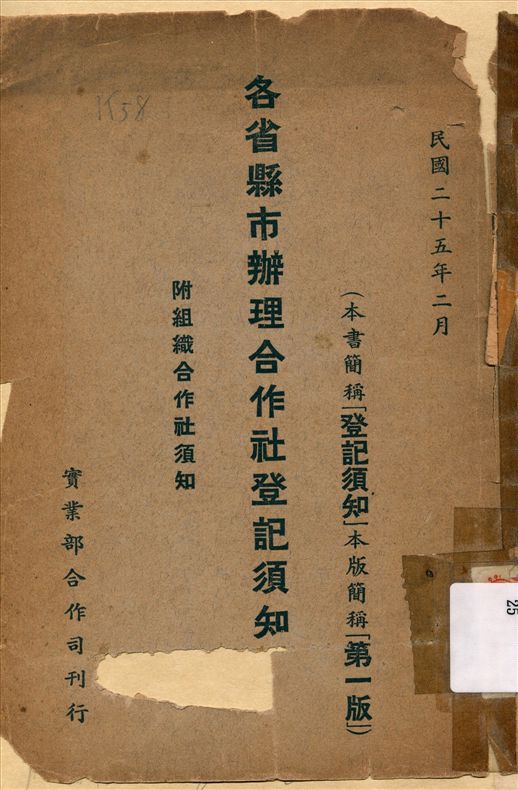 民國二十五年二月
(本書簡稱「登記須知」本版簡稱「第一版」)
各省縣市辦理合作社登記須知
附組織合作社須知
實業部合作司刊行
1558
25